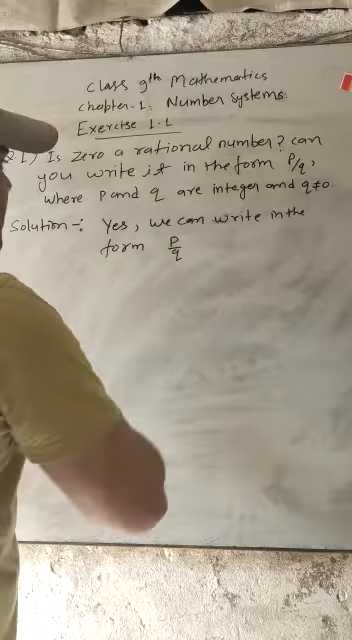 Class 9th Mathematics
chapter-1, Number Systems:
Exercise 1.1
Q.1) Is zero a rational number? can
you write it in the form P/q,
where p and q are integer and q≠0.
Solution-: Yes, we can write in the
form P/q